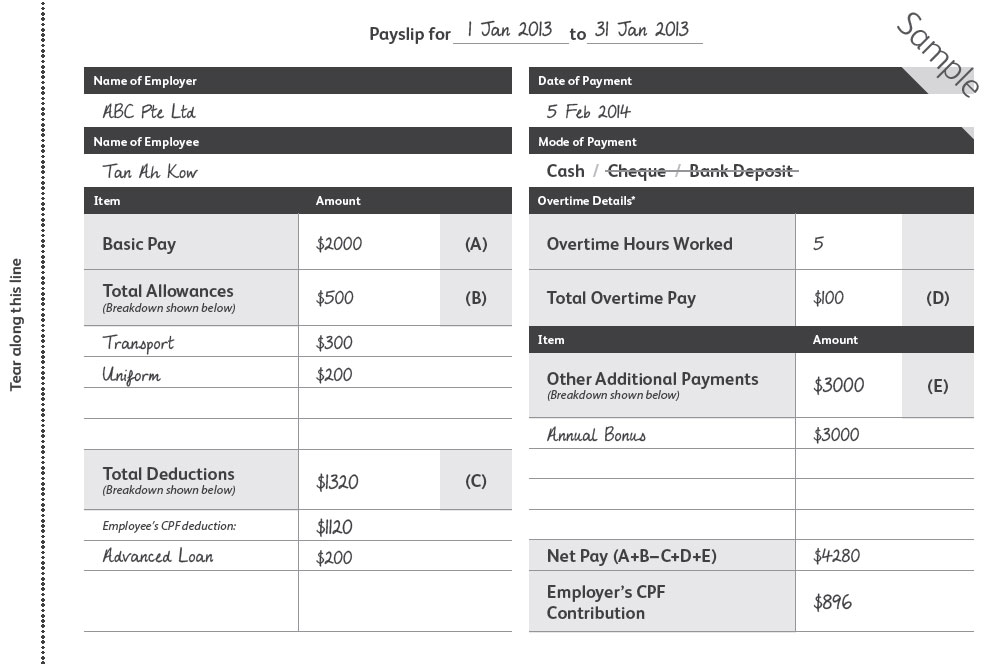 Sample
Payslip for 1 Jan 2013 to 31 Jan 2013
Tear along this line
Name of Employer
ABC Pte Ltd
Name of Employee
Tan Ah Kow
Item Amount
Basic Pay $2000 (A)
Total Allowances $500 (B)
(Breakdown shown below)
Transport $300
Uniform $200
Total Deductions $1320 (C)
(Breakdown shown below)
Employee's CPF deduction: $1120
Advanced Loan $200
Date of Payment
5 Feb 2014
Mode of Payment
Cash / Cheque / Bank Deposit
Overtime Details*
Overtime Hours Worked 5
Total Overtime Pay $100 (D)
Item Amount
Other Additional Payments $3000 (E)
(Breakdown shown below)
Annual Bonus $3000
Net Pay (A+B–C+D+E) $4280
Employer's CPF
Contribution $896